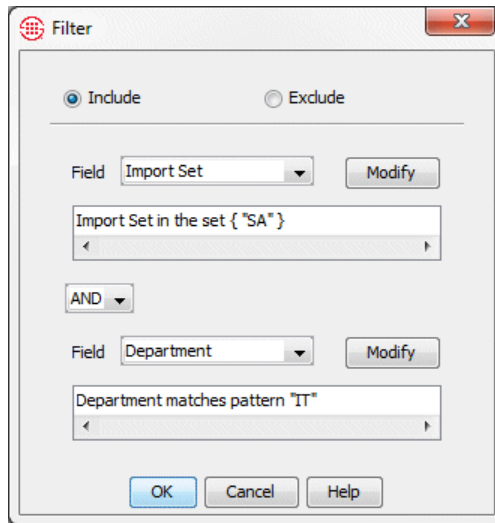 Filter
Include Exclude
Field Import Set Modify
Import Set in the set { "SA" }
AND
Field Department Modify
Department matches pattern "IT"
OK Cancel Help